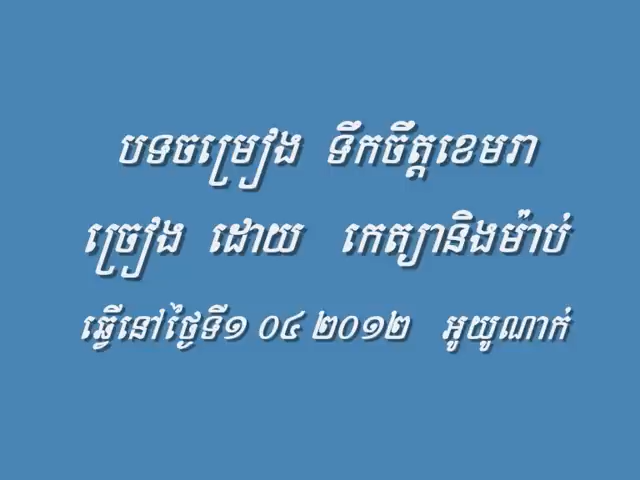 បទចម្រៀង ទឹកចិត្តខេមរា
ច្រៀង ដោយ កេត្យានិងម៉ាប់
ធ្វើនៅថ្ងៃទី១ ០៤ ២០១២ អូយូណាក់